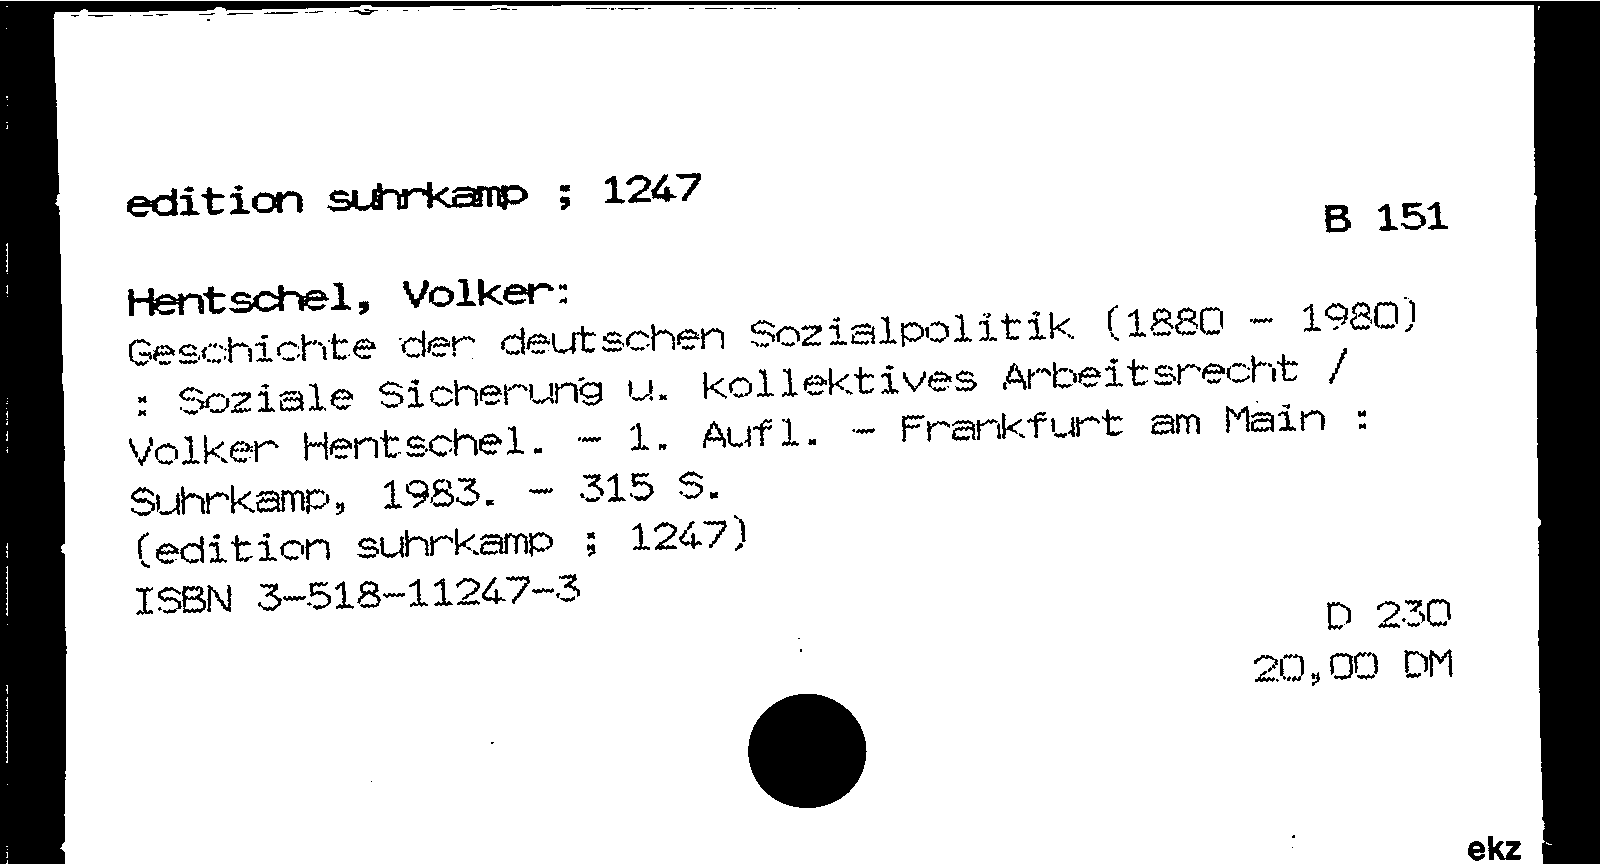 edition suhrkamp ; 1247
B 151
Hentschel, Volker:
Geschichte der deutschen Sozialpolitik (1880 - 1980)
: Soziale Sicherung u. kollektives Arbeitsrecht /
Volker Hentschel. - 1. Aufl. - Frankfurt am Main :
Suhrkamp, 1983. - 315 S.
(edition suhrkamp ; 1247)
ISBN 3-518-11247-3
D 230
20,00 DM
ekz